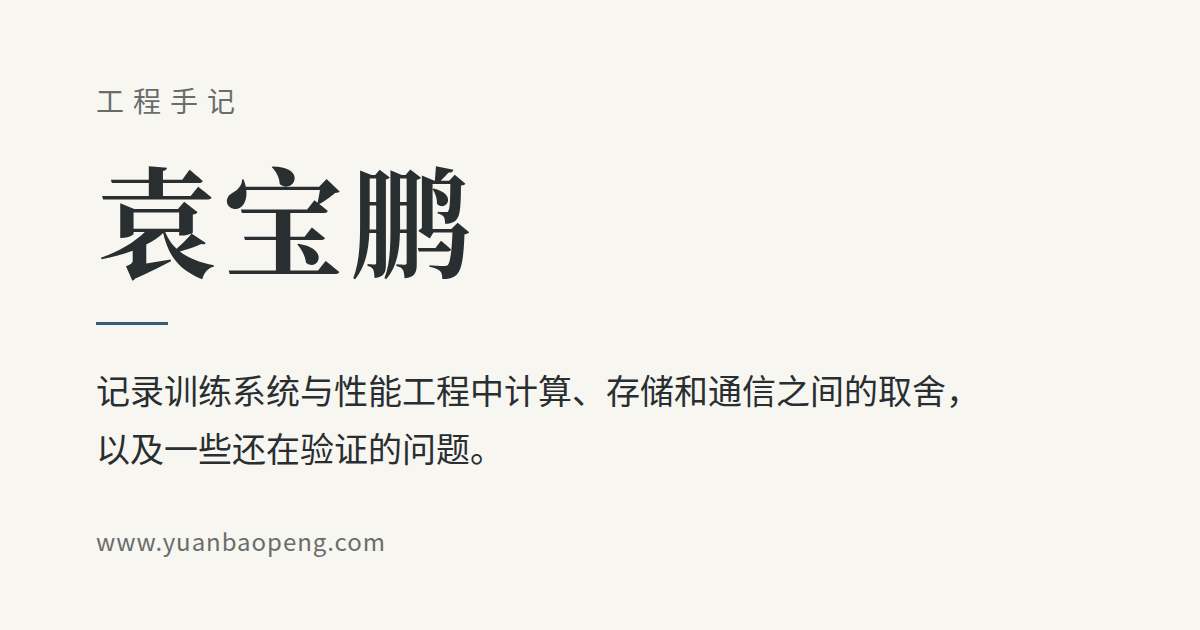 工程手记
袁宝鹏
记录训练系统与性能工程中计算、存储和通信之间的取舍，
以及一些还在验证的问题。
www.yuanbaopeng.com